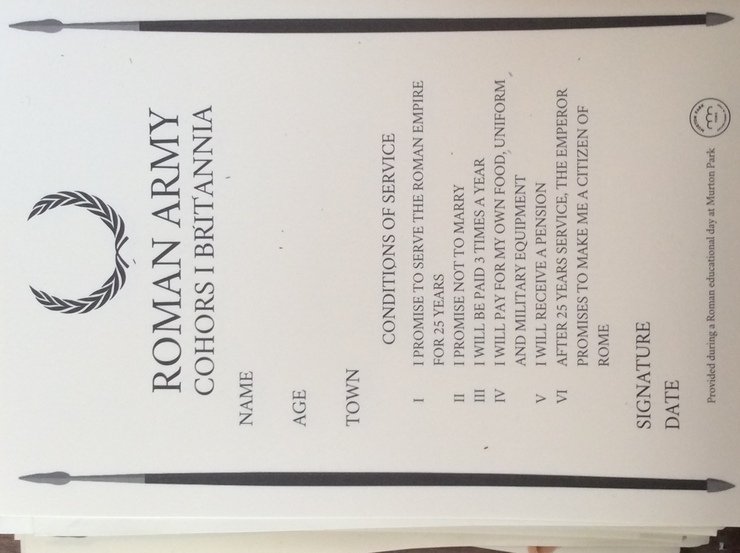 ROMAN ARMY
COHORS I BRITANNIA
NAME
AGE
TOWN
CONDITIONS OF SERVICE
I I PROMISE TO SERVE THE ROMAN EMPIRE
FOR 25 YEARS
II I PROMISE NOT TO MARRY
III I WILL BE PAID 3 TIMES A YEAR
IV I WILL PAY FOR MY OWN FOOD, UNIFORM
AND MILITARY EQUIPMENT
V I WILL RECEIVE A PENSION
VI AFTER 25 YEARS SERVICE, THE EMPEROR
PROMISES TO MAKE ME A CITIZEN OF
ROME
SIGNATURE
DATE
Provided during a Roman educational day at Murton Park